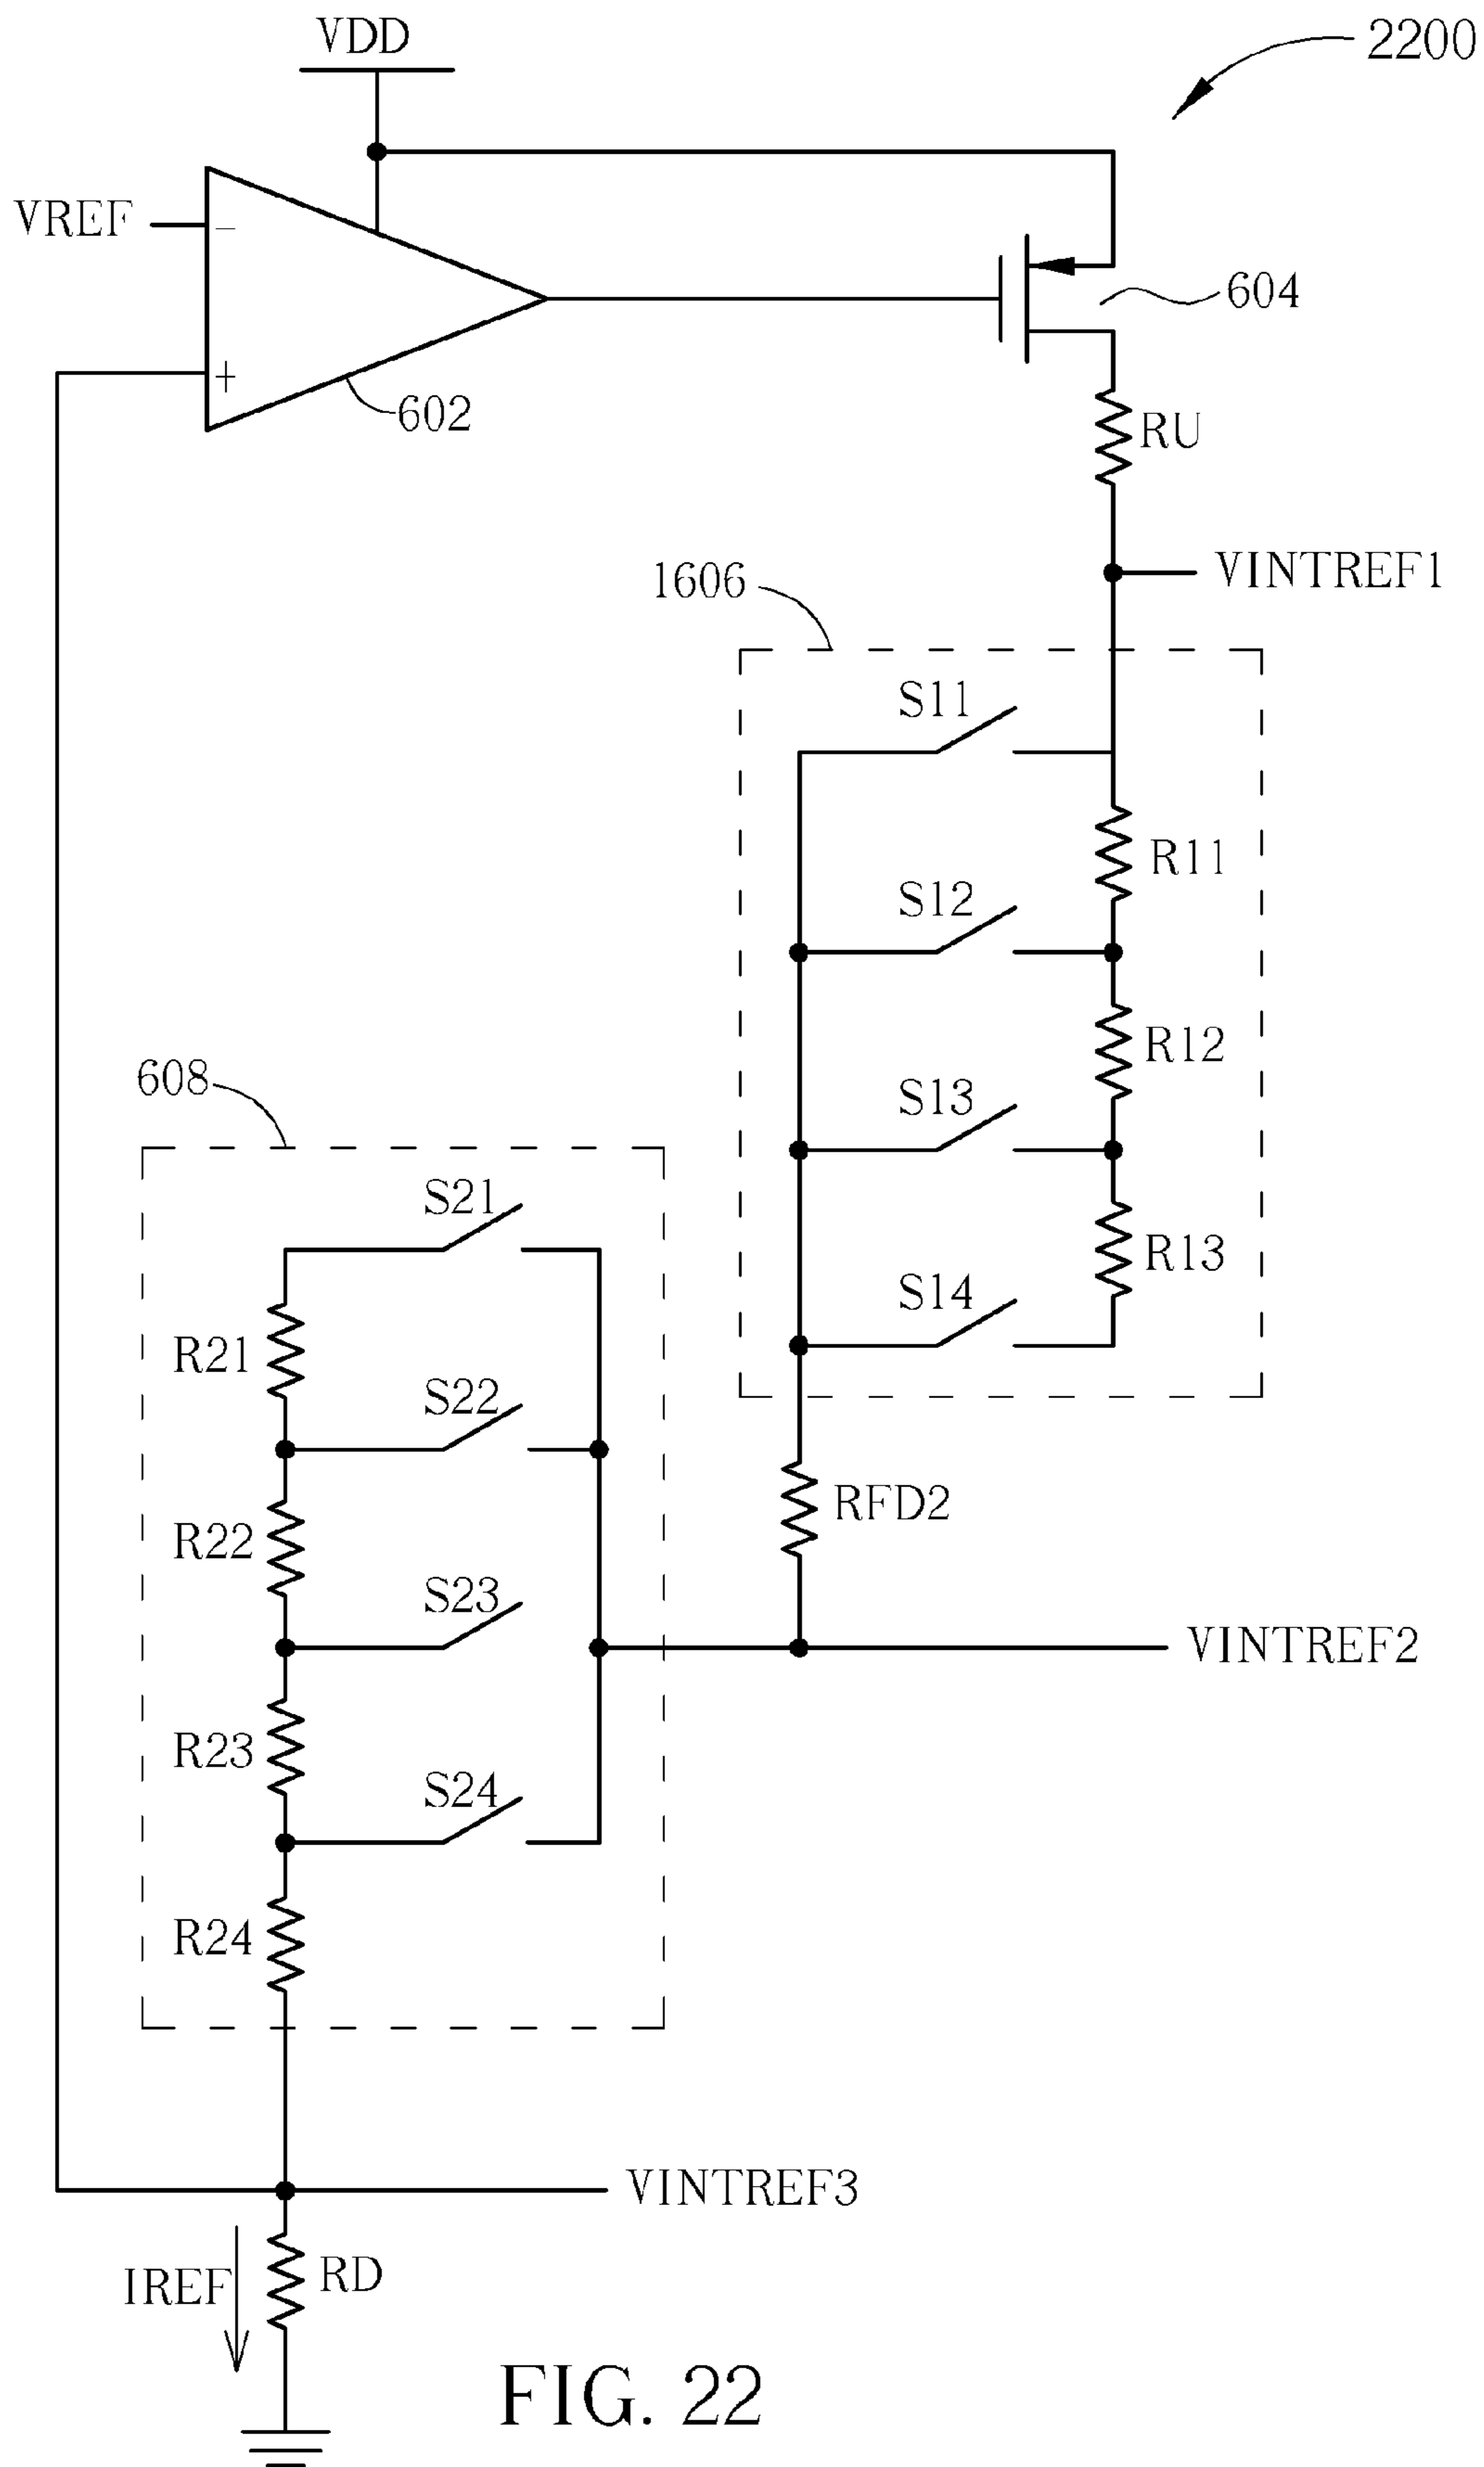 VDD
2200
VREF
−
604
+
602
RU
VINTREF1
1606
S11
R11
S12
R12
608
S13
S21
R13
S14
R21
S22
RFD2
R22
S23
VINTREF2
R23
S24
R24
VINTREF3
IREF
RD
FIG. 22